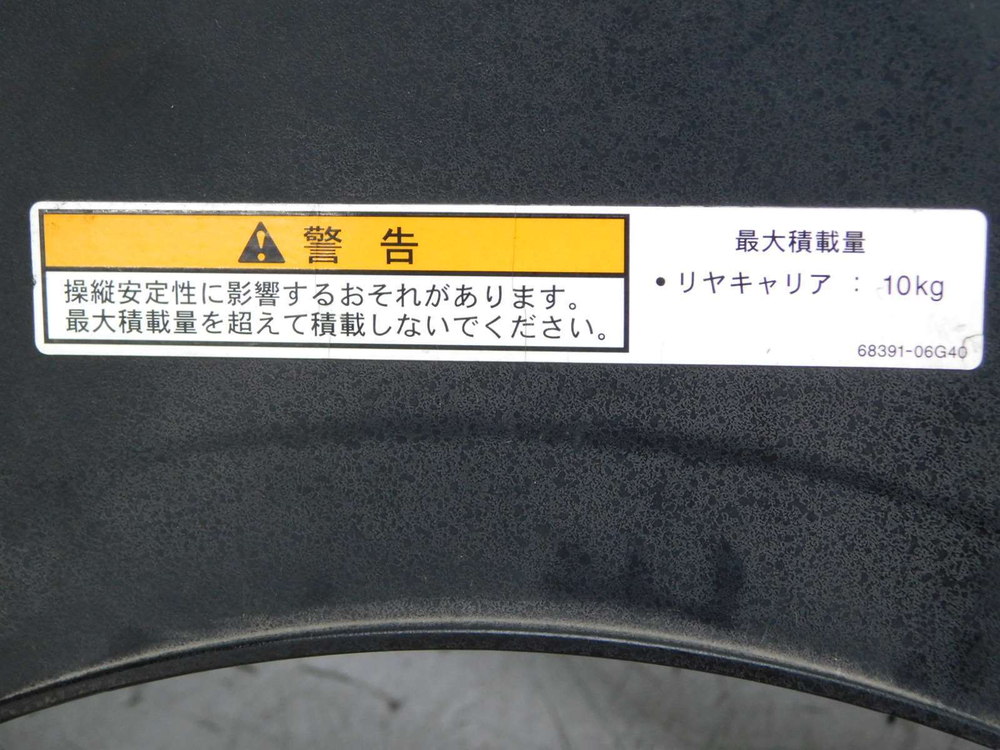 ⚠警 告
操縦安定性に影響するおそれがあります。
最大積載量を超えて積載しないでください。
最大積載量
• リヤキャリア : 10kg
68391-06G40